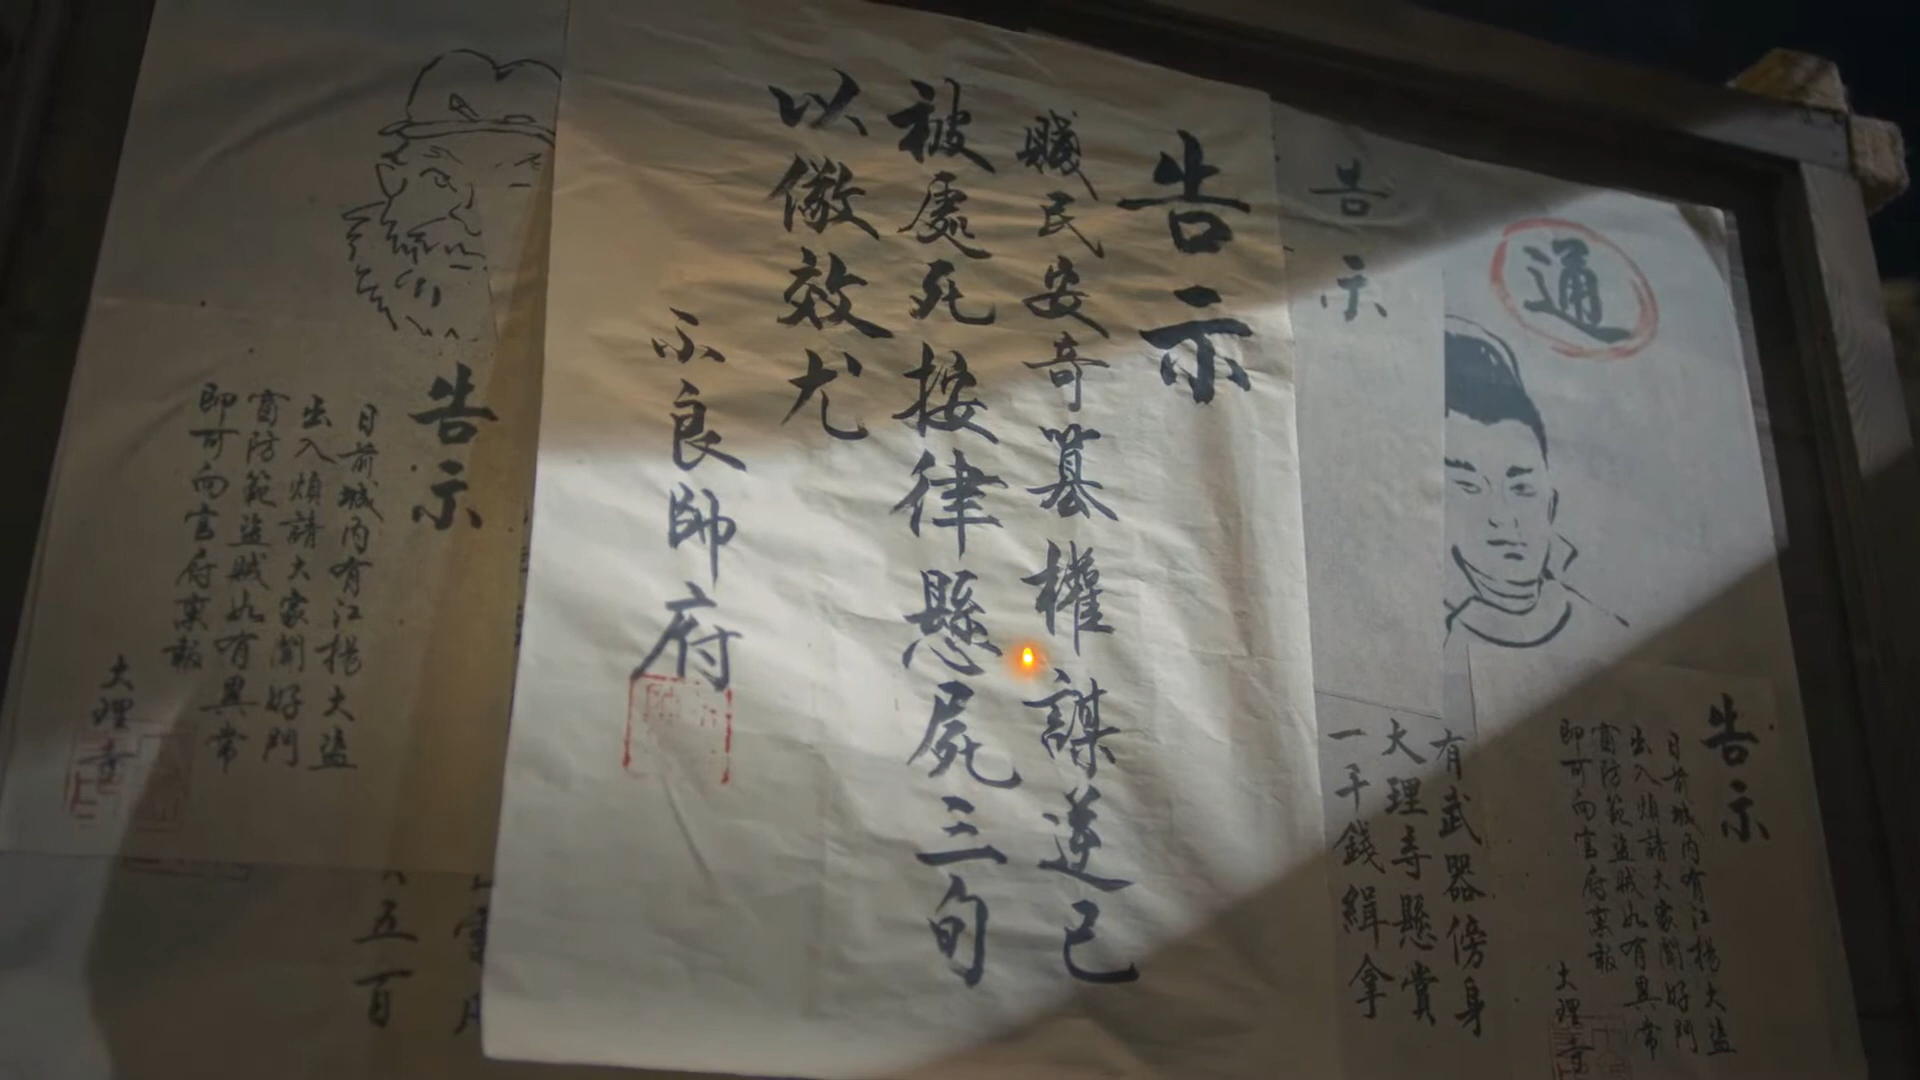 告示
賤民安奇篡權謀逆已
被處死按律懸屍三旬
以儆效尤
不良帥府
告示
通
有武器傍身
大理寺懸賞
一千錢緝拿
告示
日前城內有江楊大盜
出入煩請大家關好門
窗防範盜賊如有異常
即可向官府稟報
大理寺
告示
日前城內有江楊大盜
出入煩請大家關好門
窗防範盜賊如有異常
即可向官府稟報
大理寺
五百